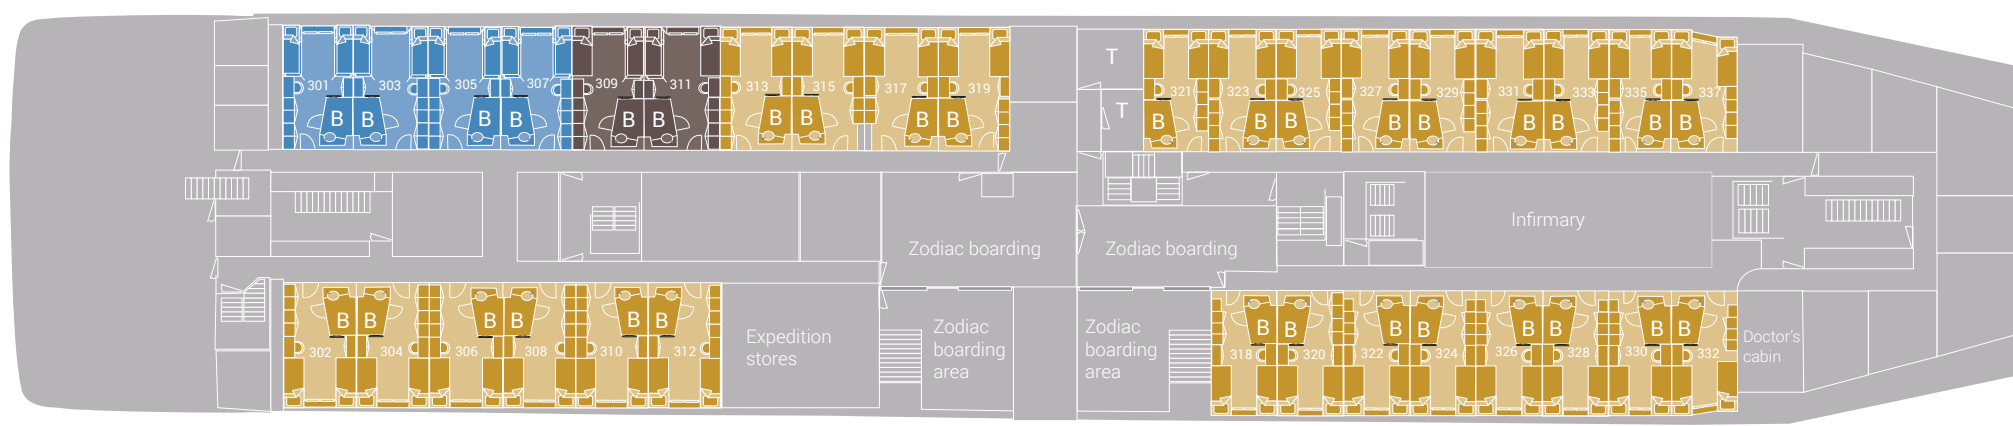 T
301 303 305 307 309 311 313 315 317 319
321 323 325 327 329 331 333 335 337
T
B B B B B B B B B B
B B B B B B B B B
Infirmary
Zodiac boarding
Zodiac boarding
B B B B B B
B B B B B B B B
302 304 306 308 310 312
Expedition
stores
Zodiac
boarding
area
Zodiac
boarding
area
318 320 322 324 326 328 330 332
Doctor's
cabin